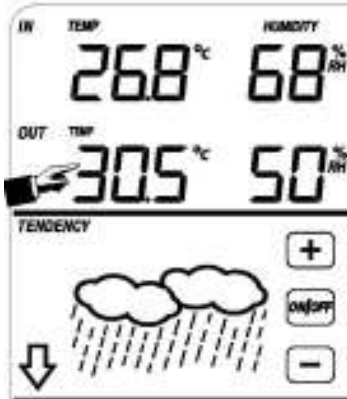 IN TEMP HUMIDITY
26.8 °C 68 % RH
OUT TEMP
30.5 °C 50 % RH
TENDENCY
+
ON/OFF
−